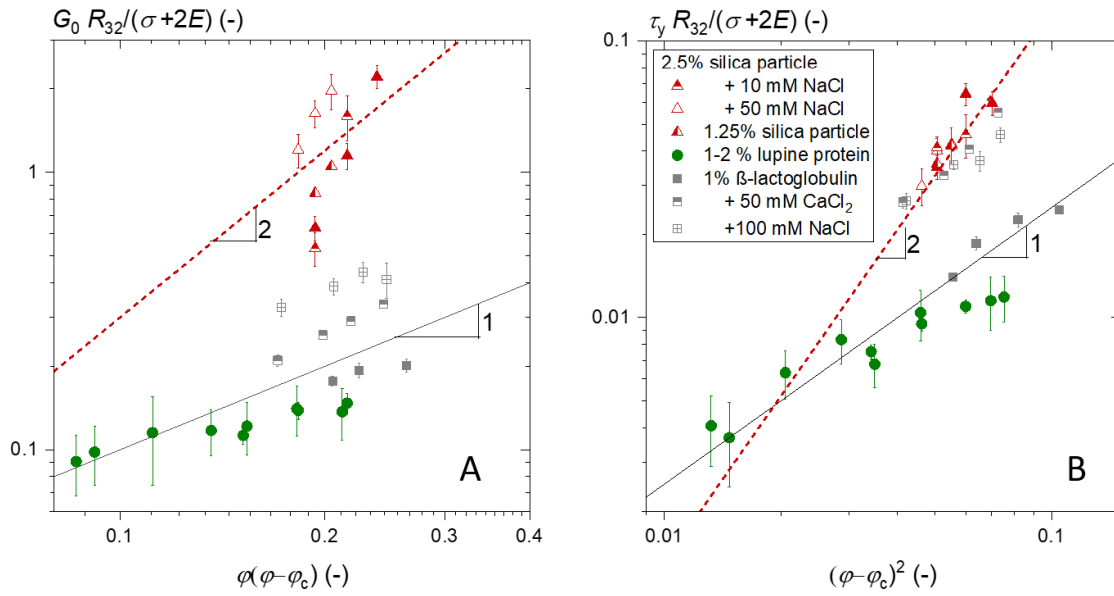 G₀ R₃₂/(σ+2E) (-)
1
0.1
2
1
A
0.1 0.2 0.3 0.4
φ(φ−φc) (-)
τy R₃₂/(σ+2E) (-)
0.1
0.01
2.5% silica particle
+ 10 mM NaCl
+ 50 mM NaCl
1.25% silica particle
1-2 % lupine protein
1% ß-lactoglobulin
+ 50 mM CaCl₂
+100 mM NaCl
2
1
B
0.01 0.1
(φ−φc)² (-)